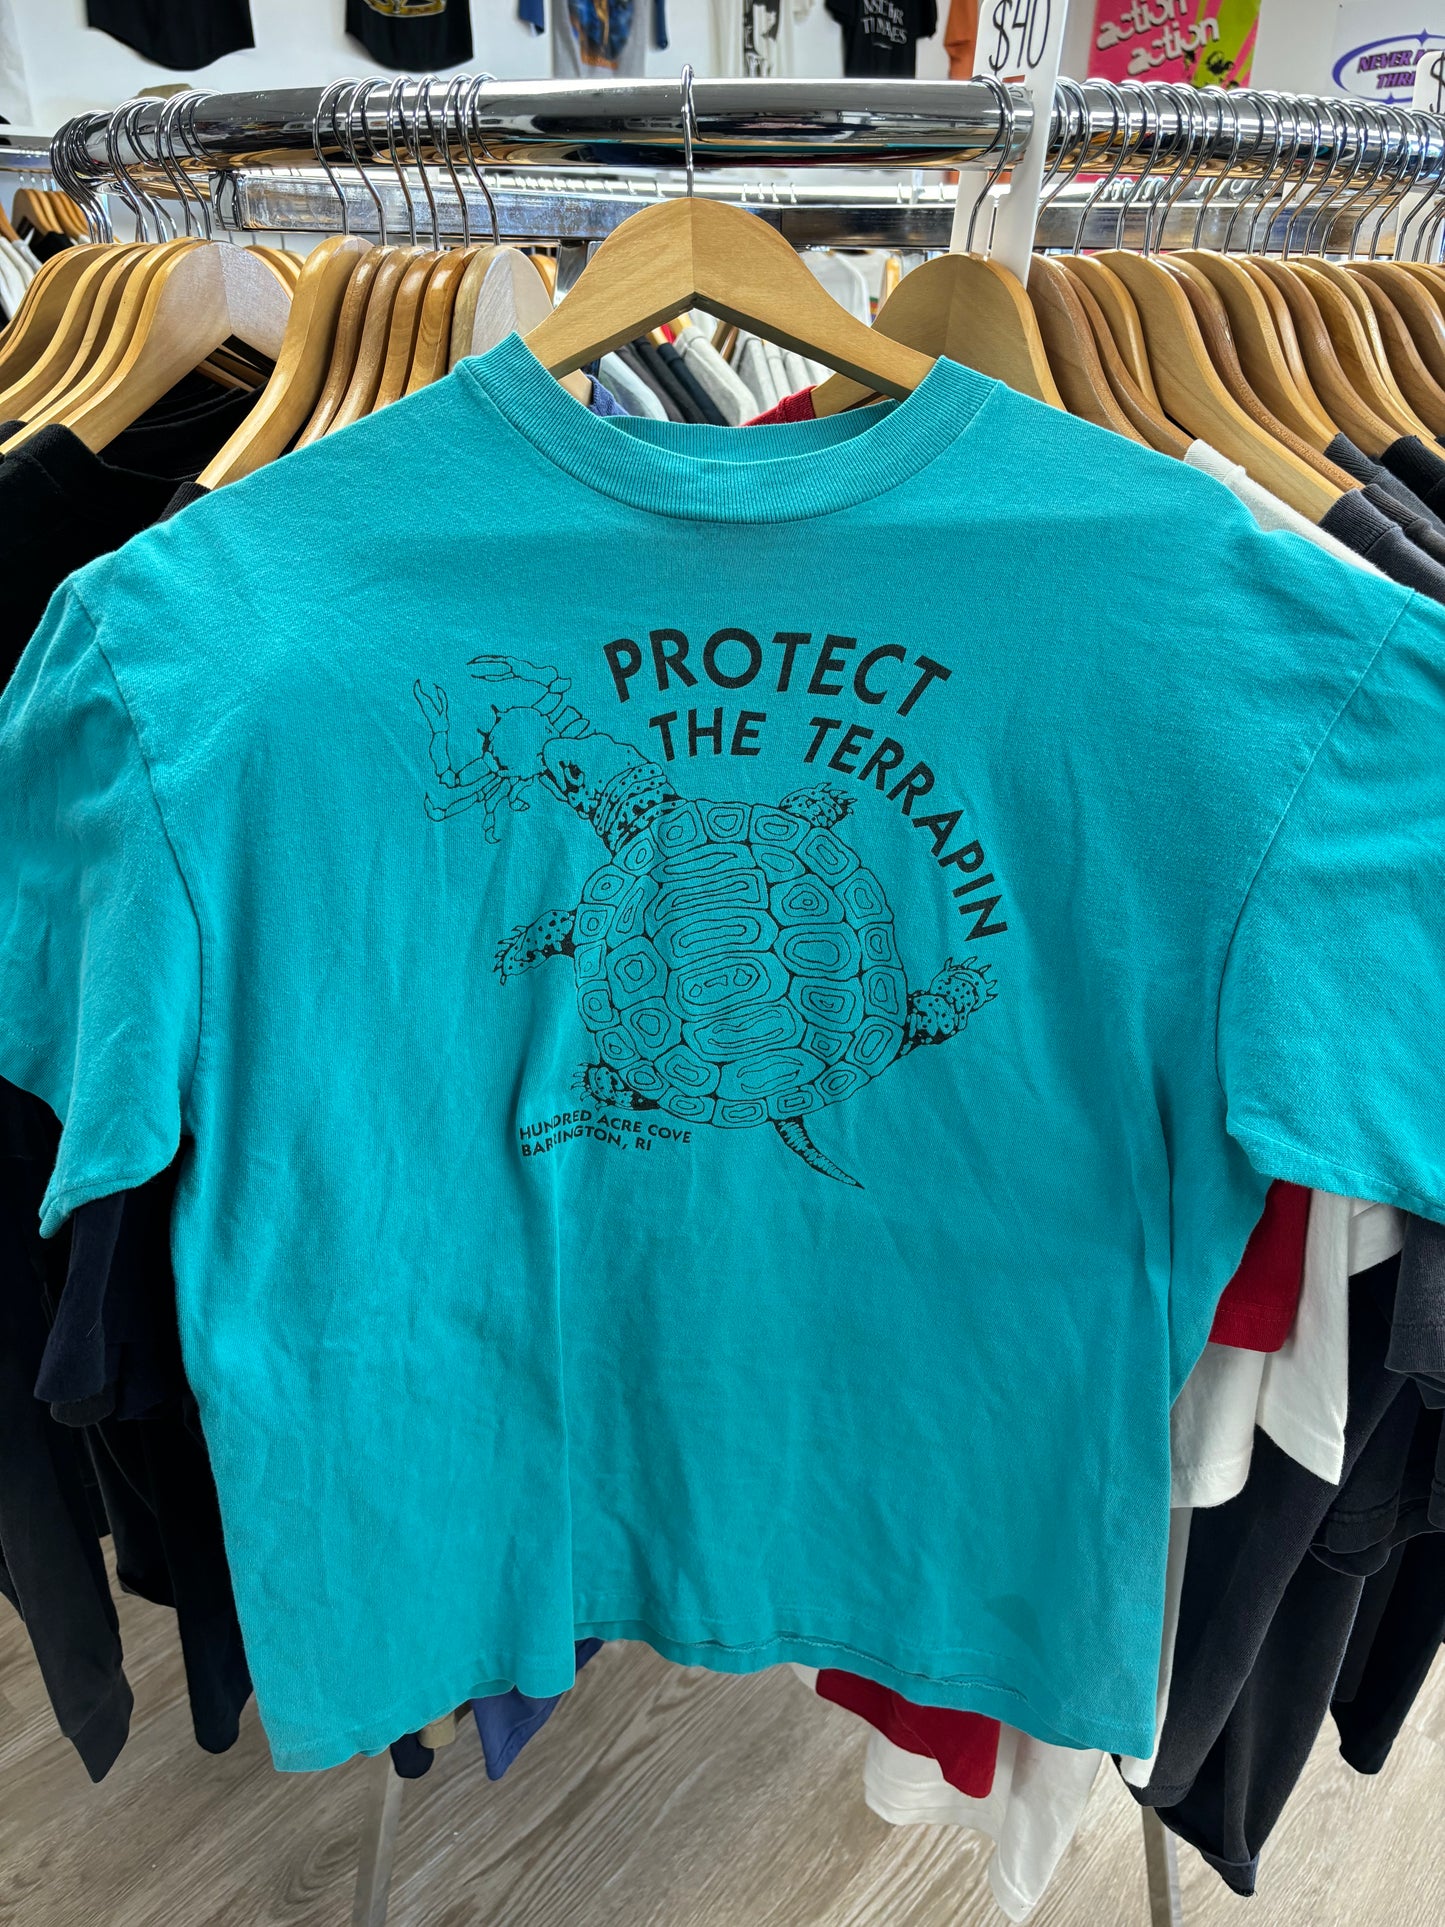 $40
action
action
PROTECT
THE TERRAPIN
HUNDRED ACRE COVE
BARRINGTON, RI